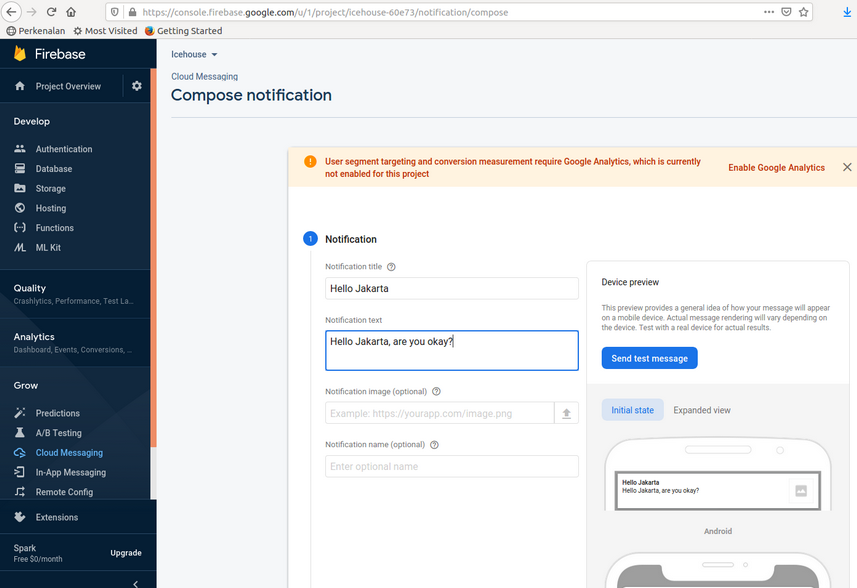 https://console.firebase.google.com/u/1/project/icehouse-60e73/notification/compose
Perkenalan
Most Visited
Getting Started
Firebase
Project Overview
Develop
Authentication
Database
Storage
Hosting
Functions
ML Kit
Quality
Crashlytics, Performance, Test La...
Analytics
Dashboard, Events, Conversions, ...
Grow
Predictions
A/B Testing
Cloud Messaging
In-App Messaging
Remote Config
Extensions
Spark
Free $0/month
Upgrade
Icehouse
Cloud Messaging
Compose notification
User segment targeting and conversion measurement require Google Analytics, which is currently
not enabled for this project
Enable Google Analytics
1
Notification
Notification title
Hello Jakarta
Notification text
Hello Jakarta, are you okay?
Notification image (optional)
Example: https://yourapp.com/image.png
Notification name (optional)
Enter optional name
Device preview
This preview provides a general idea of how your message will appear
on a mobile device. Actual message rendering will vary depending on
the device. Test with a real device for actual results.
Send test message
Initial state
Expanded view
Hello Jakarta
Hello Jakarta, are you okay?
Android